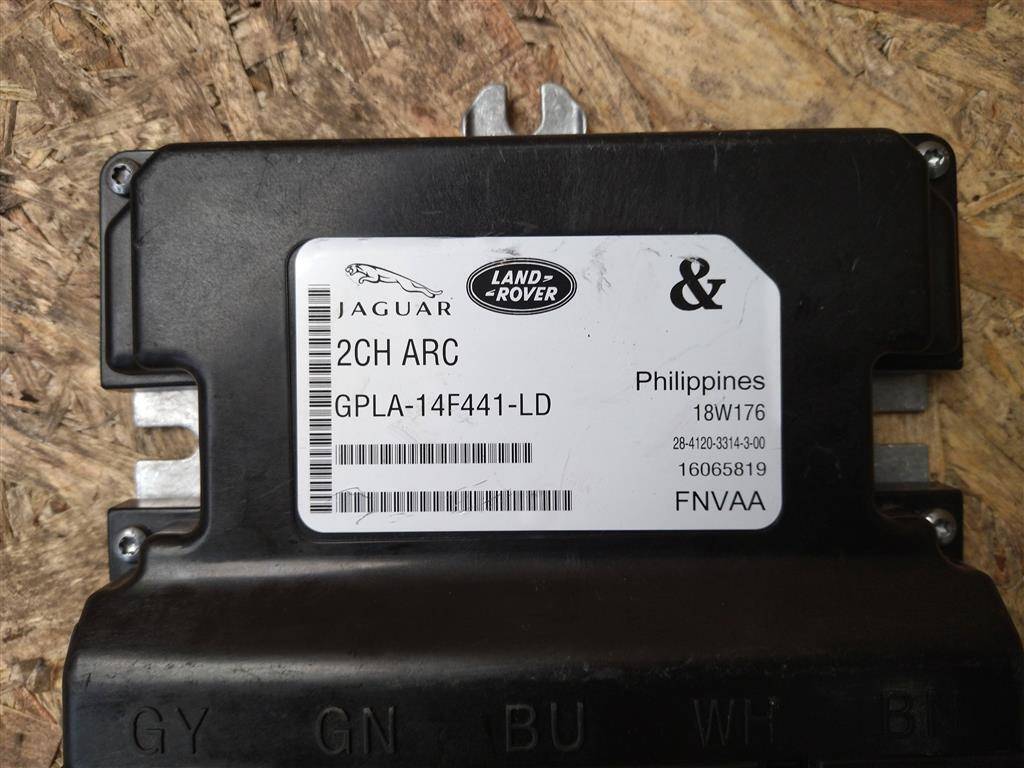 JAGUAR
LAND ROVER
&
2CH ARC
GPLA-14F441-LD
Philippines
18W176
28-4120-3314-3-00
16065819
FNVAA
GY GN BU WH BN